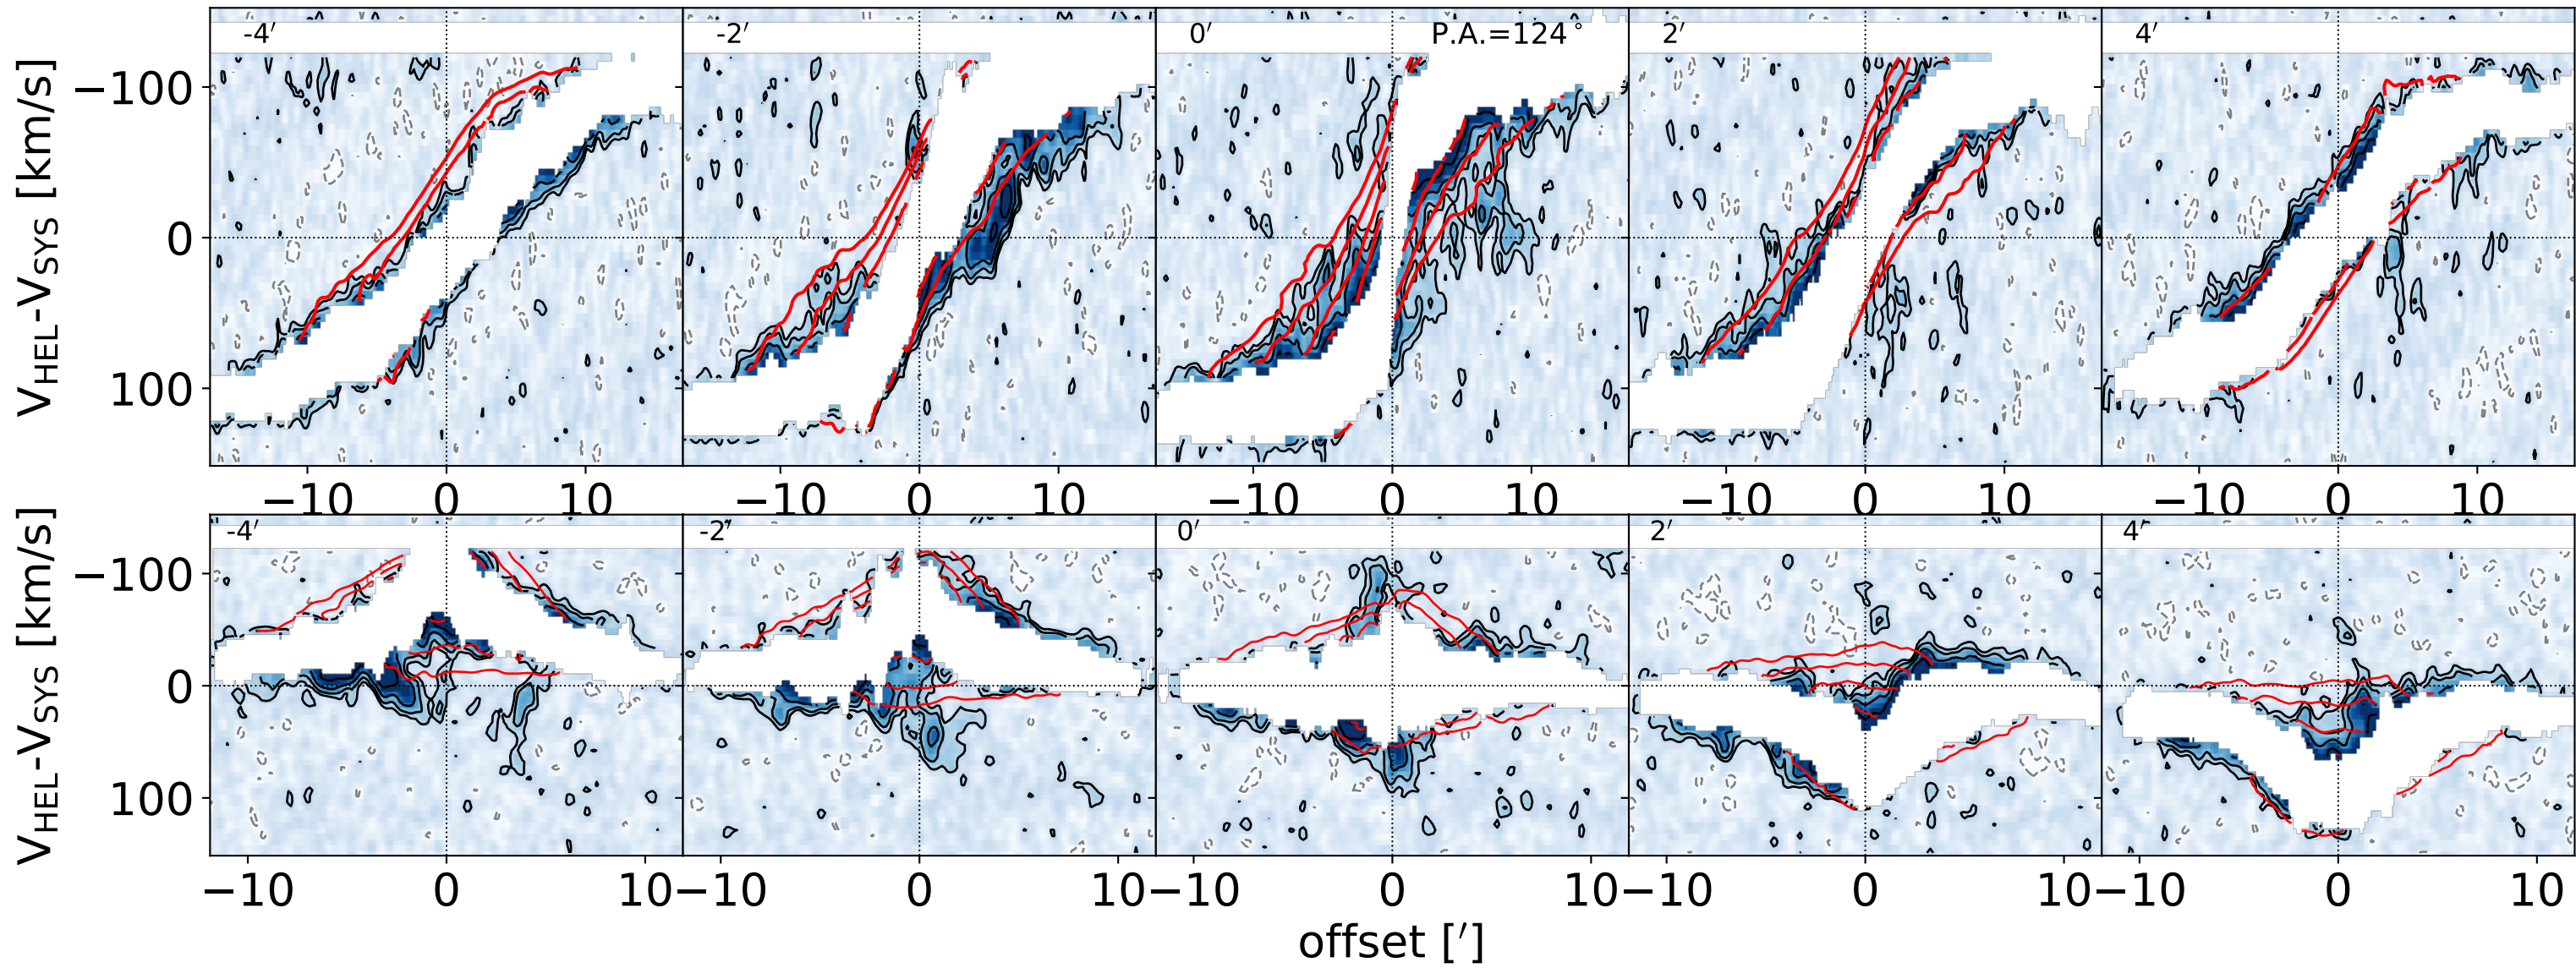 -4′ -2′ 0′ P.A.=124° 2′ 4′
V_HEL-V_SYS [km/s]
−100
0
100
−10 0 10 −10 0 10 −10 0 10 −10 0 10 −10 0 10
-4′ -2′ 0′ 2′ 4′
V_HEL-V_SYS [km/s]
−100
0
100
−10 0 10 −10 0 10 −10 0 10 −10 0 10 −10 0 10
offset [′]